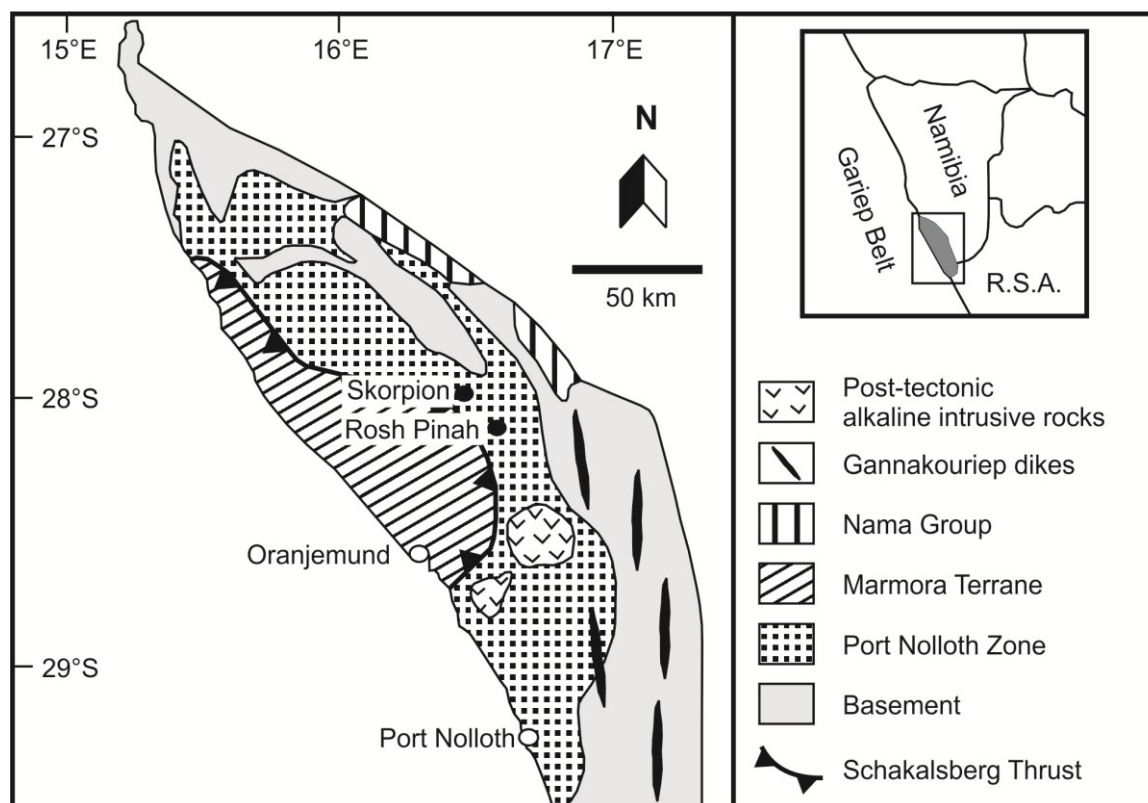 15°E
16°E
17°E
27°S
28°S
29°S
N
50 km
Skorpion
Rosh Pinah
Oranjemund
Port Nolloth
Namibia
Gariep Belt
R.S.A.
Post-tectonic
alkaline intrusive rocks
Gannakouriep dikes
Nama Group
Marmora Terrane
Port Nolloth Zone
Basement
Schakalsberg Thrust